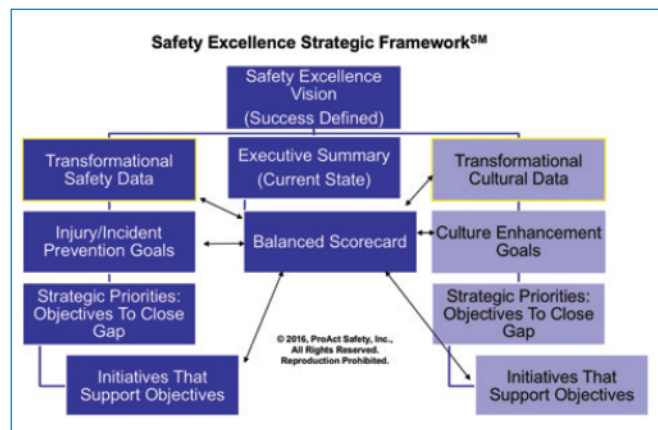 Safety Excellence Strategic Framework℠
Safety Excellence
Vision
(Success Defined)
Transformational
Safety Data
Executive Summary
(Current State)
Transformational
Cultural Data
Injury/Incident
Prevention Goals
Balanced Scorecard
Culture Enhancement
Goals
Strategic Priorities:
Objectives To Close
Gap
Strategic Priorities:
Objectives To Close
Gap
© 2016, ProAct Safety, Inc.,
All Rights Reserved.
Reproduction Prohibited.
Initiatives That
Support Objectives
Initiatives That
Support Objectives